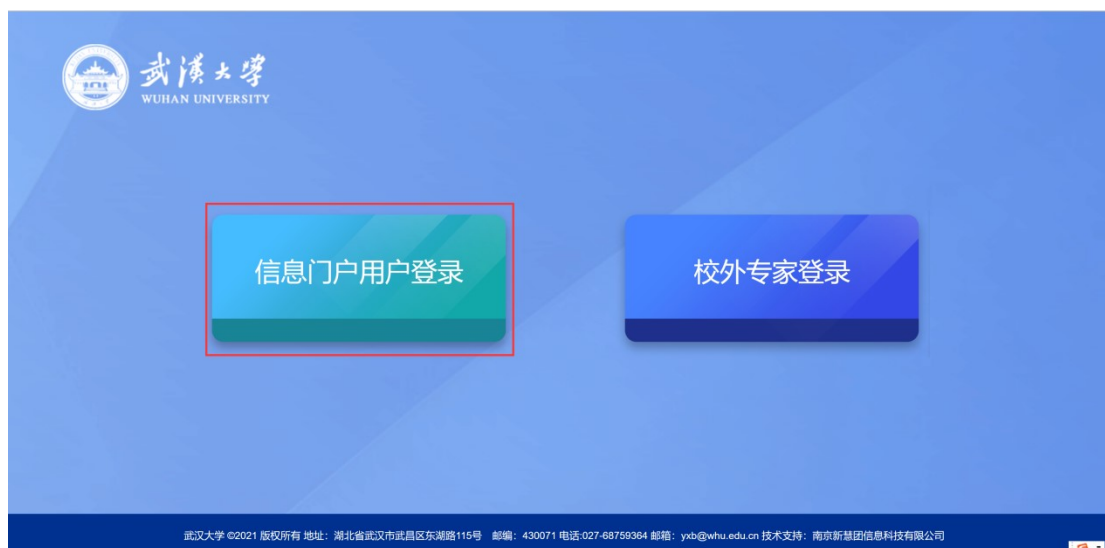 武汉大学
WUHAN UNIVERSITY
信息门户用户登录
校外专家登录
武汉大学 ©2021 版权所有 地址：湖北省武汉市武昌区东湖路115号 邮编：430071 电话:027-68759364 邮箱：yxb@whu.edu.cn 技术支持：南京新慧团信息科技有限公司